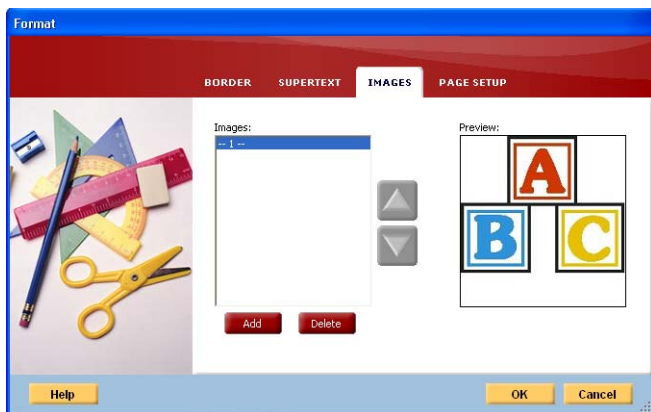 Format
BORDER SUPERTEXT IMAGES PAGE SETUP
Images:
-- 1 --
Preview:
A
B C
Add Delete
Help OK Cancel